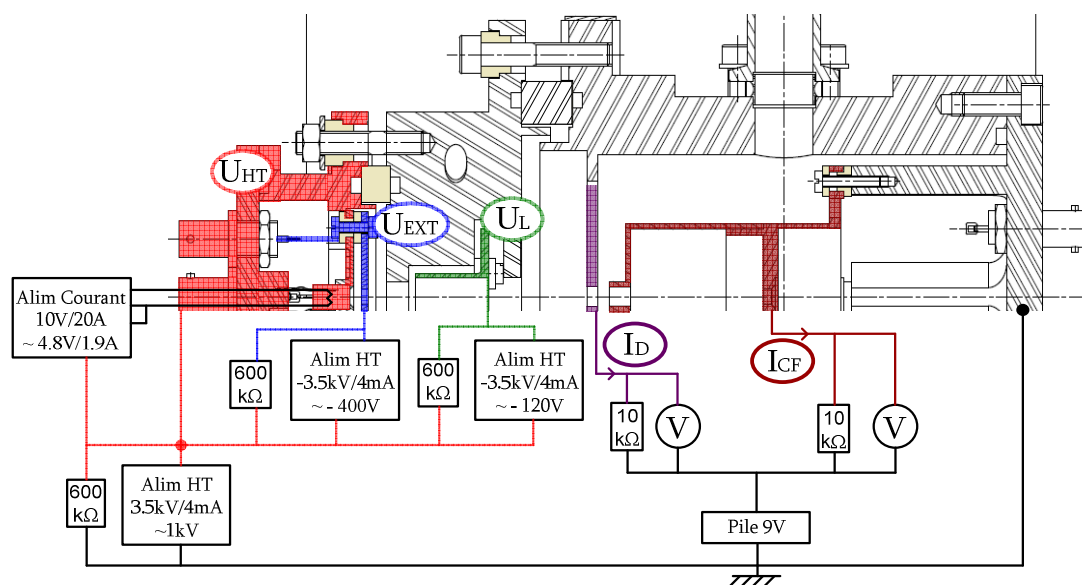 UHT
UEXT
UL
Alim Courant
10V/20A
~ 4.8V/1.9A
600
kΩ
Alim HT
-3.5kV/4mA
~ - 400V
600
kΩ
Alim HT
-3.5kV/4mA
~ - 120V
ID
ICF
10
kΩ
V
10
kΩ
V
600
kΩ
Alim HT
3.5kV/4mA
~1kV
Pile 9V